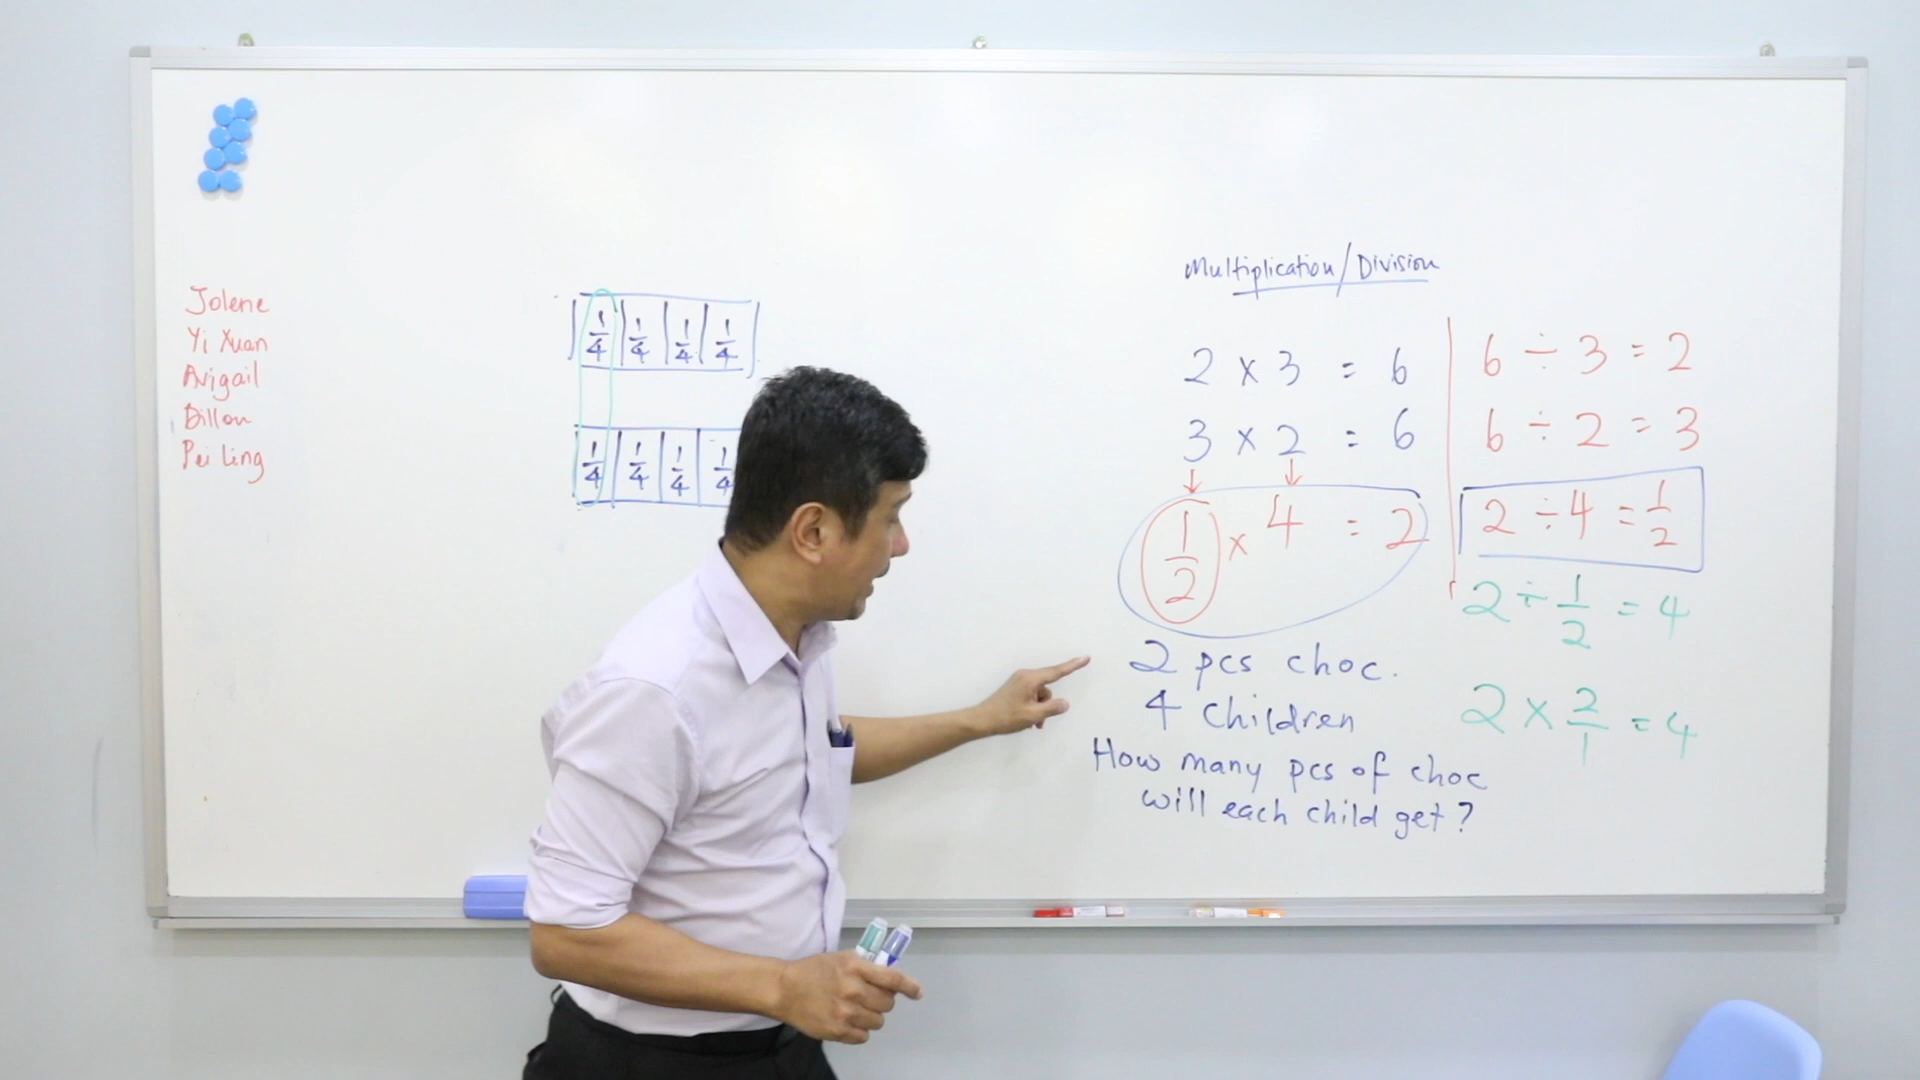 Jolene
Yi Xuan
Avigail
Dillon
Pei Ling
1/4 1/4 1/4 1/4
1/4 1/4 1/4 1/4
Multiplication/Division
2 x 3 = 6
3 x 2 = 6
1/2 x 4 = 2
2 pcs choc.
4 children
How many pcs of choc
will each child get?
6 ÷ 3 = 2
6 ÷ 2 = 3
2 ÷ 4 = 1/2
2 ÷ 1/2 = 4
2 x 2/1 = 4